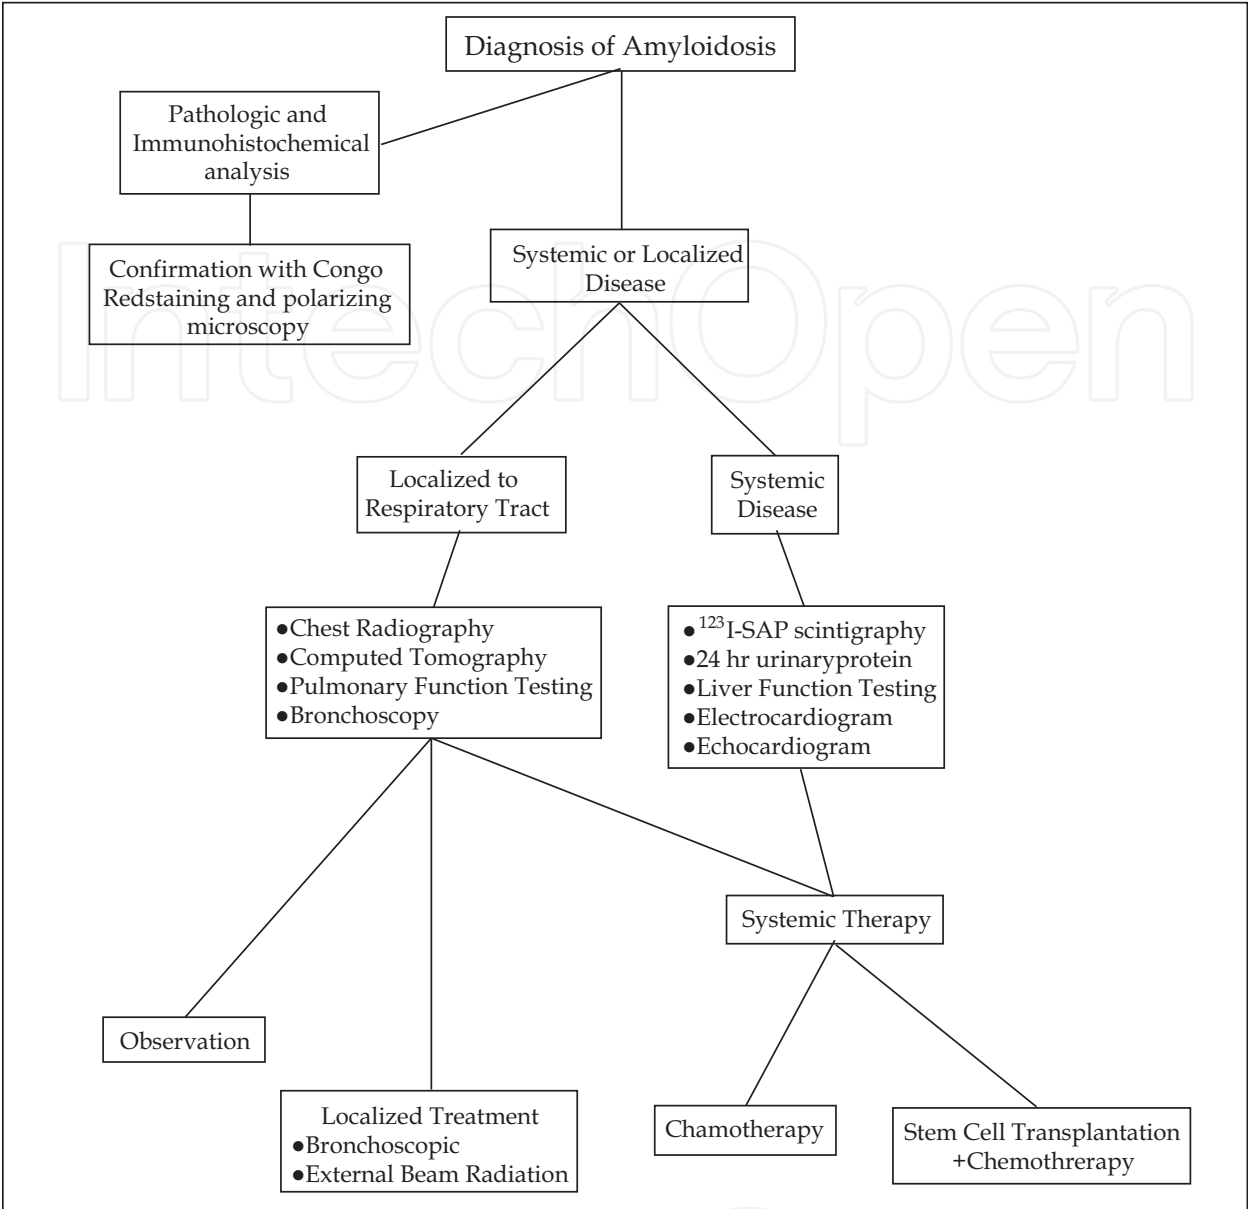 Diagnosis of Amyloidosis
Pathologic and
Immunohistochemical
analysis
Confirmation with Congo
Redstaining and polarizing
microscopy
Systemic or Localized
Disease
IntechOpen
Localized to
Respiratory Tract
Systemic
Disease
●Chest Radiography
●Computed Tomography
●Pulmonary Function Testing
●Bronchoscopy
●¹²³I-SAP scintigraphy
●24 hr urinaryprotein
●Liver Function Testing
●Electrocardiogram
●Echocardiogram
Systemic Therapy
Observation
Localized Treatment
●Bronchoscopic
●External Beam Radiation
Chamotherapy
Stem Cell Transplantation
+Chemothrerapy